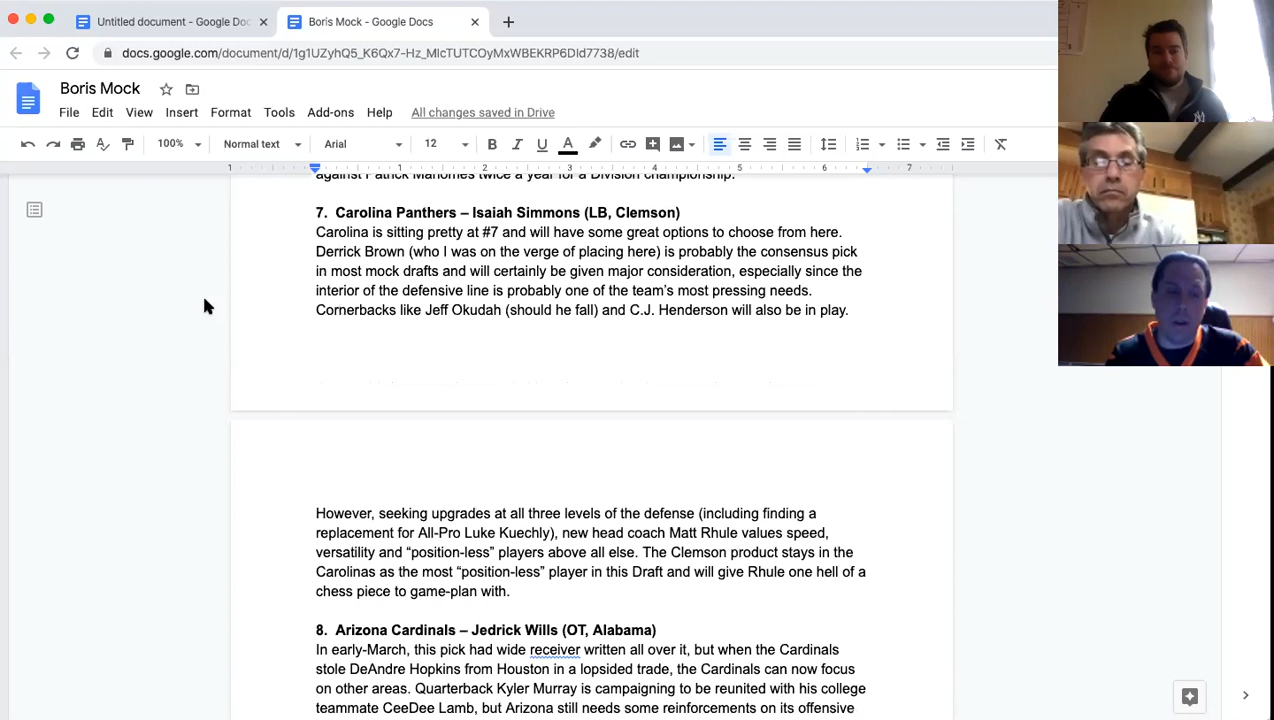 Untitled document - Google Doc
Boris Mock - Google Docs
docs.google.com/document/d/1g1UZyhQ5_K6Qx7-Hz_MlcTUTCOyMxWBEKRP6Dld7738/edit
Boris Mock
File Edit View Insert Format Tools Add-ons Help All changes saved in Drive
100% Normal text Arial 12
1 1 2 3 4 5 6 7
against Patrick Mahomes twice a year for a Division championship.
7. Carolina Panthers – Isaiah Simmons (LB, Clemson)
Carolina is sitting pretty at #7 and will have some great options to choose from here.
Derrick Brown (who I was on the verge of placing here) is probably the consensus pick
in most mock drafts and will certainly be given major consideration, especially since the
interior of the defensive line is probably one of the team's most pressing needs.
Cornerbacks like Jeff Okudah (should he fall) and C.J. Henderson will also be in play.
However, seeking upgrades at all three levels of the defense (including finding a
replacement for All-Pro Luke Kuechly), new head coach Matt Rhule values speed,
versatility and “position-less” players above all else. The Clemson product stays in the
Carolinas as the most “position-less” player in this Draft and will give Rhule one hell of a
chess piece to game-plan with.
8. Arizona Cardinals – Jedrick Wills (OT, Alabama)
In early-March, this pick had wide receiver written all over it, but when the Cardinals
stole DeAndre Hopkins from Houston in a lopsided trade, the Cardinals can now focus
on other areas. Quarterback Kyler Murray is campaigning to be reunited with his college
teammate CeeDee Lamb, but Arizona still needs some reinforcements on its offensive